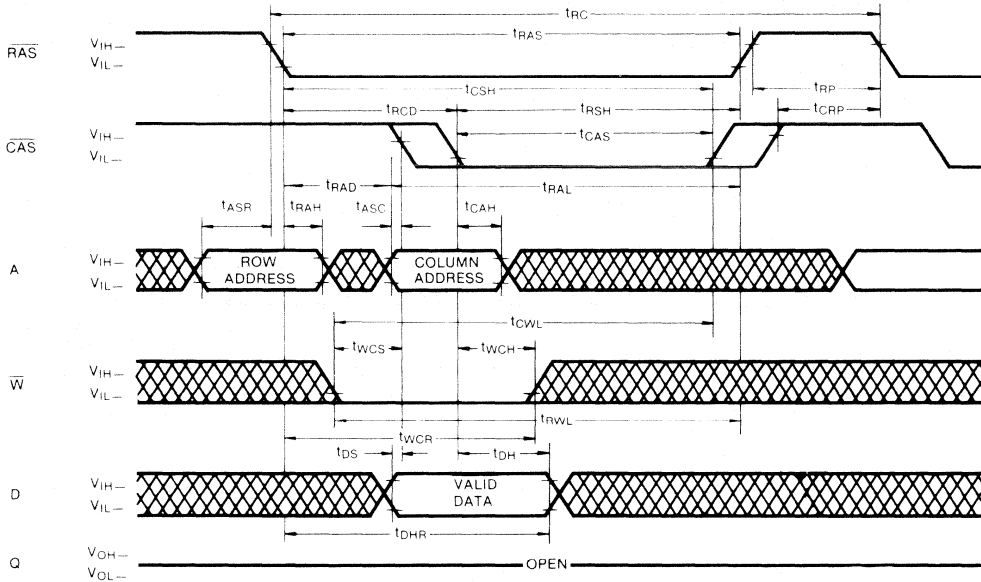 tRC
RAS
VIH
VIL
tRAS
tCSH
tRP
tRCD
tRSH
tCRP
CAS
VIH
VIL
tCAS
tRAD
tRAL
tASR
tRAH
tASC
tCAH
A
VIH
VIL
ROW ADDRESS
COLUMN ADDRESS
tCWL
tWCS
tWCH
W
VIH
VIL
tRWL
tWCR
tDS
tDH
D
VIH
VIL
VALID DATA
tDHR
Q
VOH
VOL
OPEN